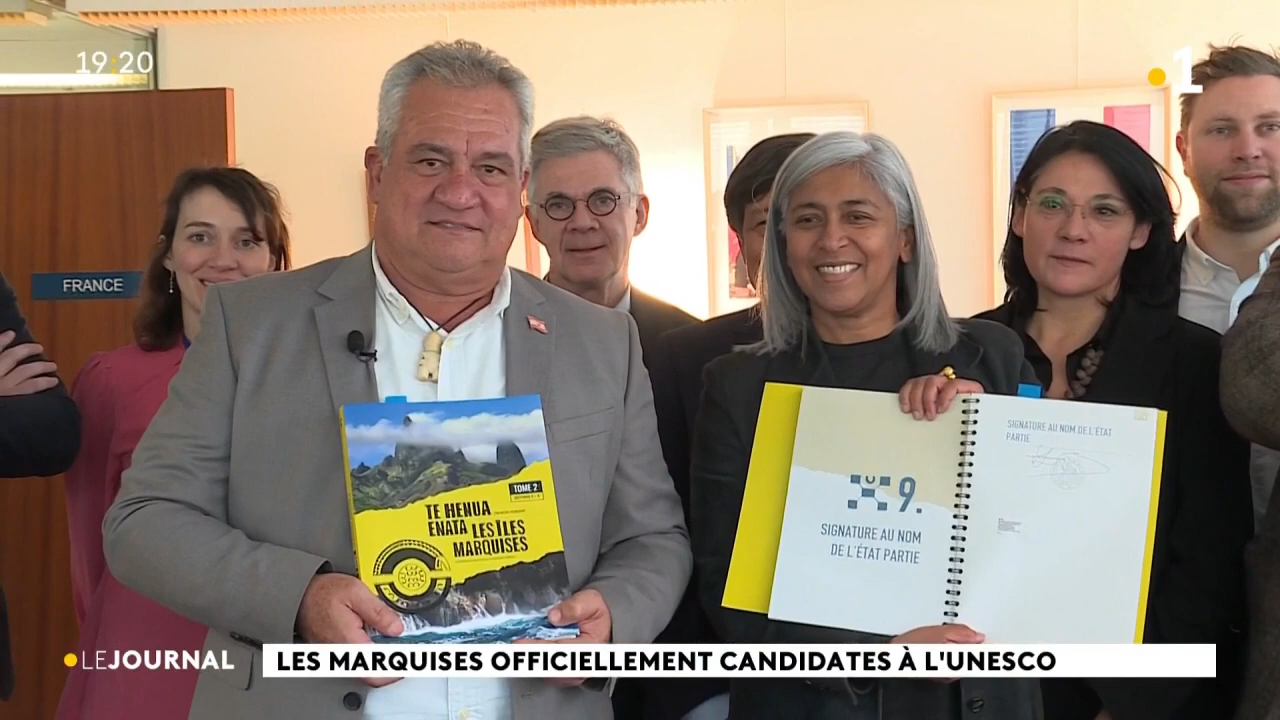 19:20
1
FRANCE
TOME 2
TE HENUA
ENATA LES ÎLES
MARQUISES
9.
SIGNATURE AU NOM
DE L'ÉTAT PARTIE
SIGNATURE AU NOM DE L'ÉTAT
PARTIE
LE JOURNAL
LES MARQUISES OFFICIELLEMENT CANDIDATES À L'UNESCO